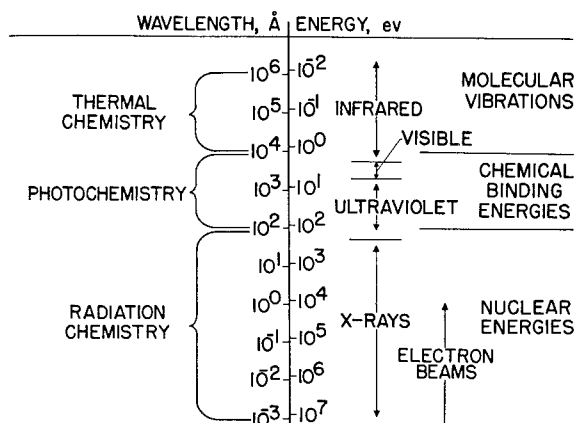 WAVELENGTH, Å ENERGY, ev
10⁶ 10⁻²
MOLECULAR
VIBRATIONS
THERMAL
CHEMISTRY
10⁵ 10⁻¹
INFRARED
10⁴ 10⁰
VISIBLE
PHOTOCHEMISTRY
10³ 10¹
CHEMICAL
BINDING
ENERGIES
ULTRAVIOLET
10² 10²
10¹ 10³
RADIATION
CHEMISTRY
10⁰ 10⁴
X-RAYS
NUCLEAR
ENERGIES
10⁻¹ 10⁵
ELECTRON
BEAMS
10⁻² 10⁶
10⁻³ 10⁷